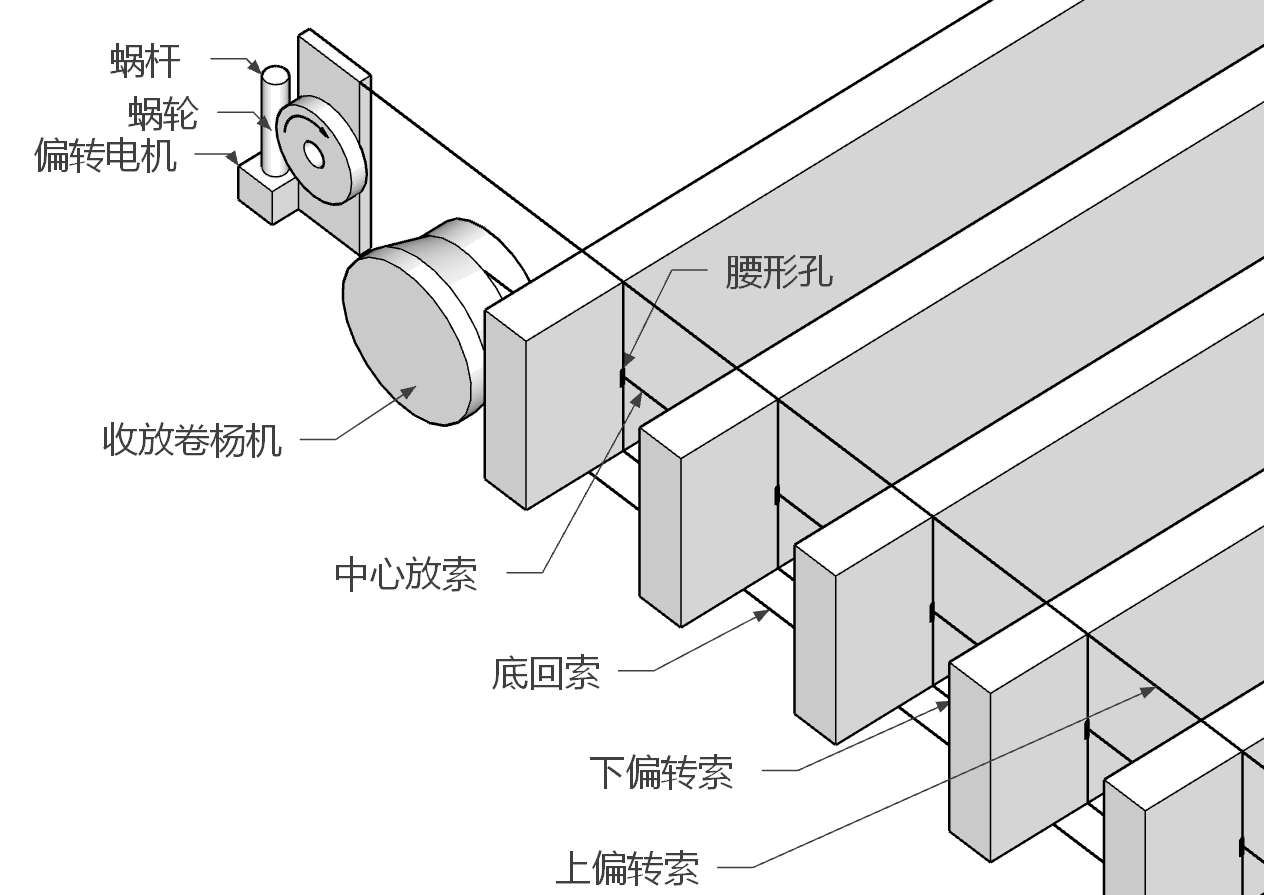 蜗杆
蜗轮
偏转电机
腰形孔
收放卷杨机
中心放索
底回索
下偏转索
上偏转索